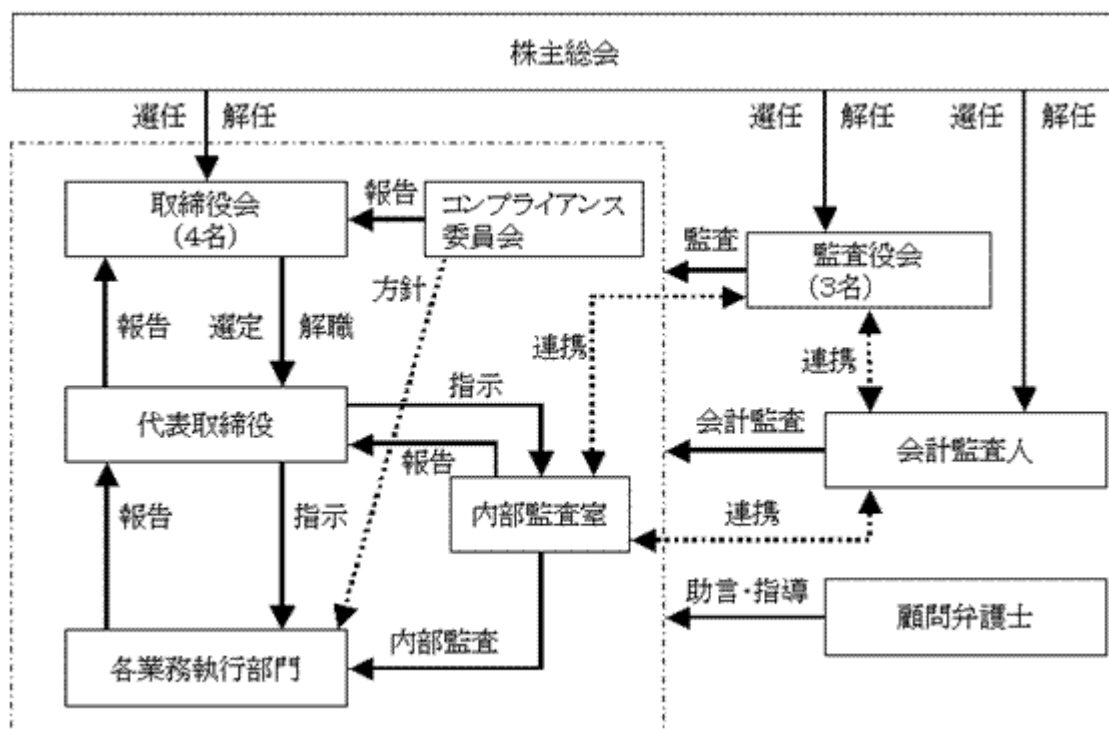 株主総会
選任
解任
選任
解任
選任
解任
取締役会
(4名)
報告
コンプライアンス
委員会
監査
監査役会
(3名)
方針
報告
選定
解職
連携
連携
代表取締役
指示
報告
会計監査
会計監査人
報告
指示
内部監査室
連携
助言・指導
顧問弁護士
各業務執行部門
内部監査